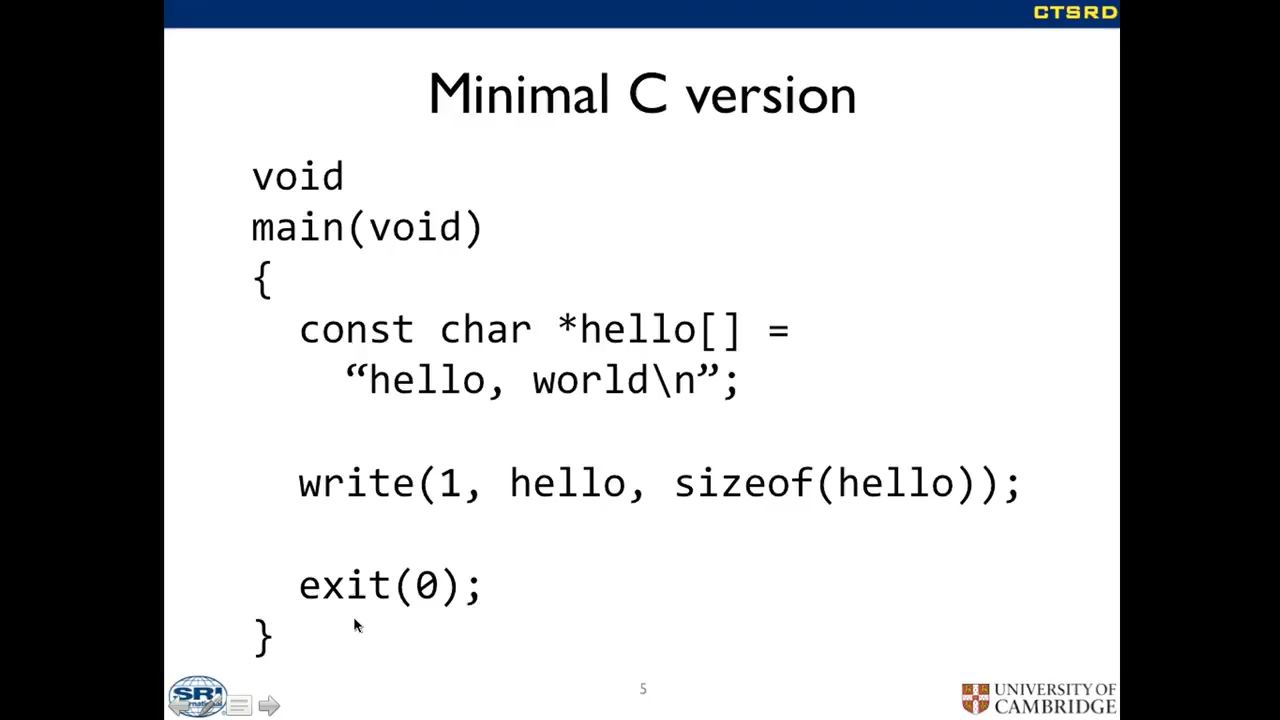 CTSRD
Minimal C version
void
main(void)
{
  const char *hello[] =
    “hello, world\n”;
  write(1, hello, sizeof(hello));
  exit(0);
}
SRI
5
UNIVERSITY OF
CAMBRIDGE